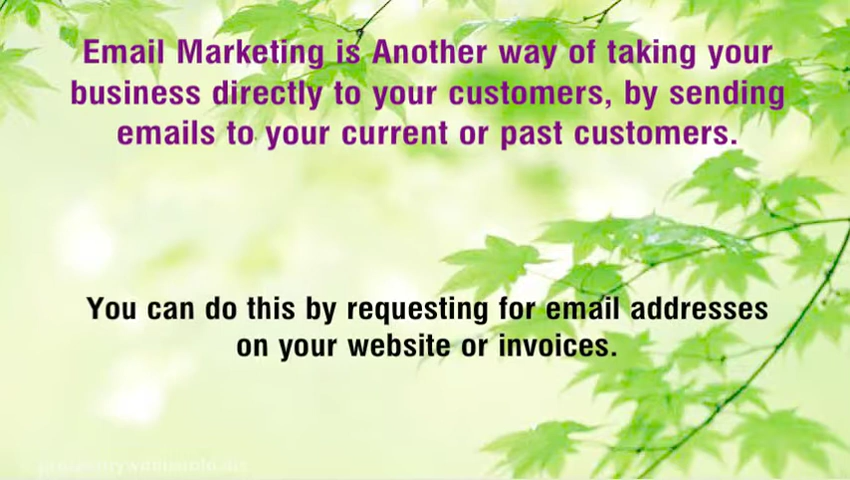 Email Marketing is Another way of taking your
business directly to your customers, by sending
emails to your current or past customers.
You can do this by requesting for email addresses
on your website or invoices.